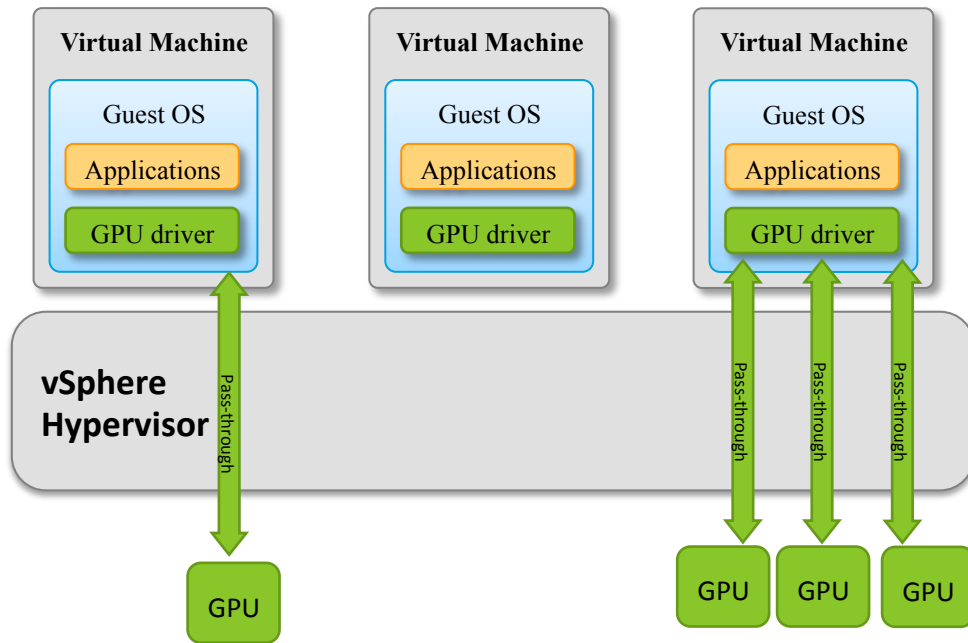 Virtual Machine
Guest OS
Applications
GPU driver
Virtual Machine
Guest OS
Applications
GPU driver
Virtual Machine
Guest OS
Applications
GPU driver
vSphere
Hypervisor
Pass-through
Pass-through
Pass-through
Pass-through
GPU
GPU
GPU
GPU